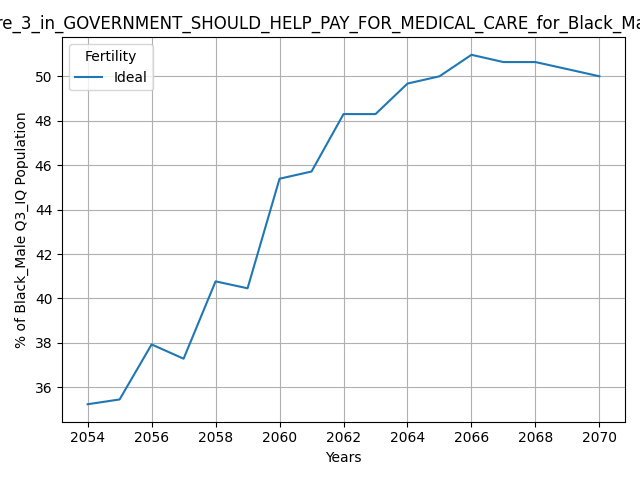 re_3_in_GOVERNMENT_SHOULD_HELP_PAY_FOR_MEDICAL_CARE_for_Black_Ma
Fertility
Ideal
% of Black_Male Q3_IQ Population
50
48
46
44
42
40
38
36
2054 2056 2058 2060 2062 2064 2066 2068 2070
Years